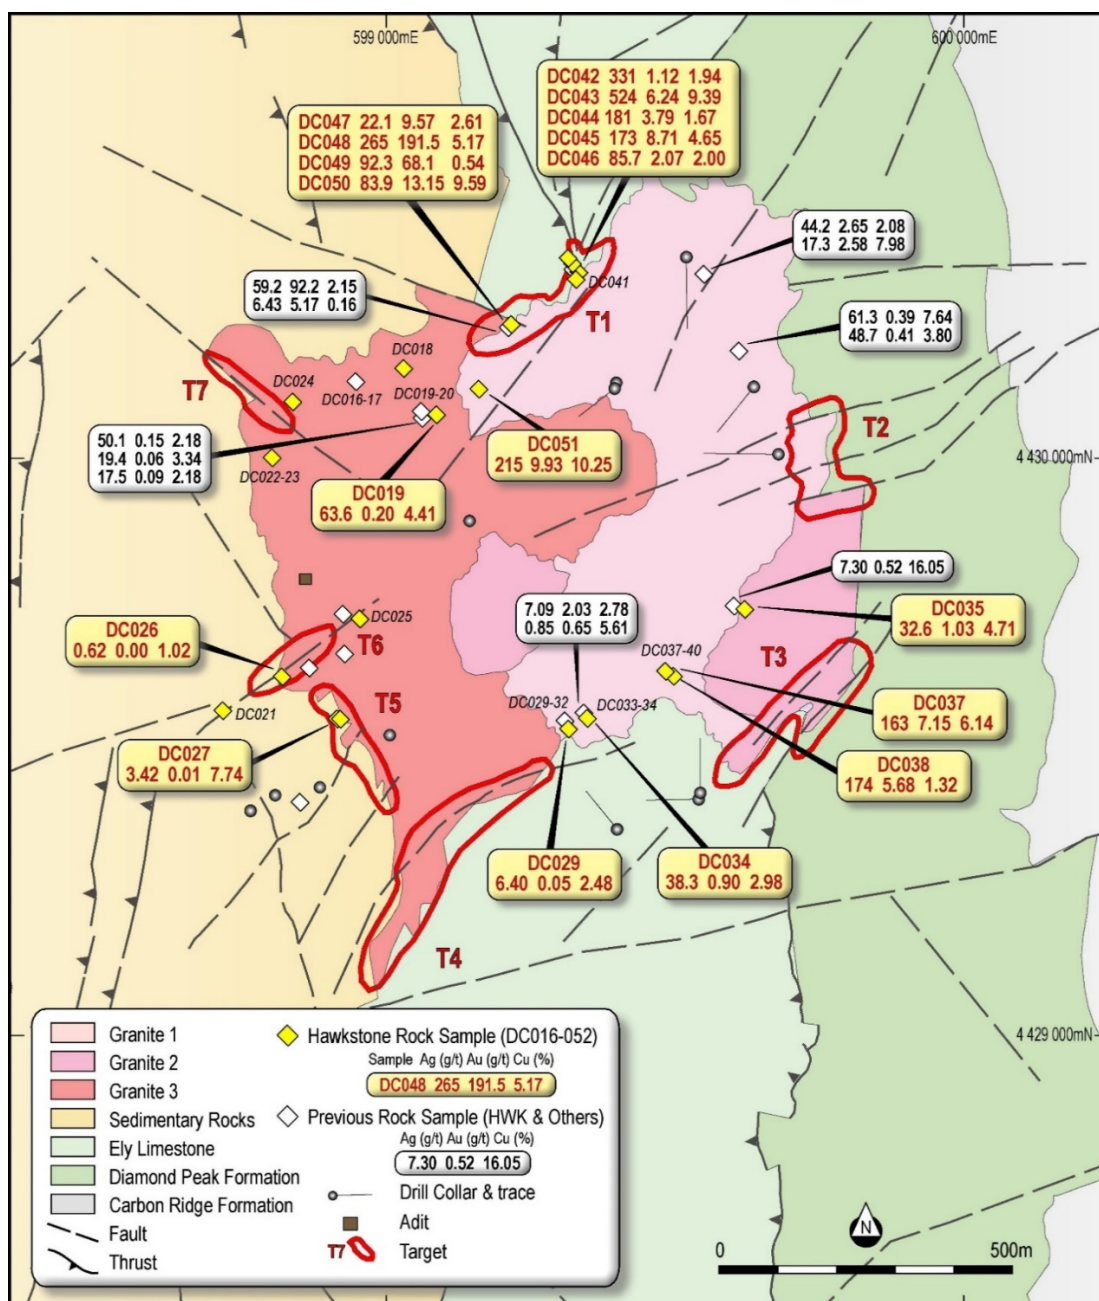 599 000mE
600 000mE
DC042 331 1.12 1.94
DC043 524 6.24 9.39
DC044 181 3.79 1.67
DC045 173 8.71 4.65
DC046 85.7 2.07 2.00
DC047 22.1 9.57 2.61
DC048 265 191.5 5.17
DC049 92.3 68.1 0.54
DC050 83.9 13.15 9.59
44.2 2.65 2.08
17.3 2.58 7.98
59.2 92.2 2.15
6.43 5.17 0.16
DC041
T1
61.3 0.39 7.64
48.7 0.41 3.80
DC018
T7
DC024
DC016-17
DC019-20
T2
50.1 0.15 2.18
19.4 0.06 3.34
17.5 0.09 2.18
DC051
215 9.93 10.25
DC022-23
4 430 000mN
DC019
63.6 0.20 4.41
7.30 0.52 16.05
DC025
7.09 2.03 2.78
0.85 0.65 5.61
DC035
32.6 1.03 4.71
DC026
0.62 0.00 1.02
T6
DC037-40
T3
DC021
T5
DC029-32
DC033-34
DC037
163 7.15 6.14
DC027
3.42 0.01 7.74
DC038
174 5.68 1.32
DC029
6.40 0.05 2.48
DC034
38.3 0.90 2.98
T4
4 429 000mN
Granite 1
Granite 2
Granite 3
Sedimentary Rocks
Ely Limestone
Diamond Peak Formation
Carbon Ridge Formation
Fault
Thrust
Hawkstone Rock Sample (DC016-052)
Sample Ag (g/t) Au (g/t) Cu (%)
DC048 265 191.5 5.17
Previous Rock Sample (HWK & Others)
Ag (g/t) Au (g/t) Cu (%)
7.30 0.52 16.05
Drill Collar & trace
Adit
T7 Target
N
0 500m